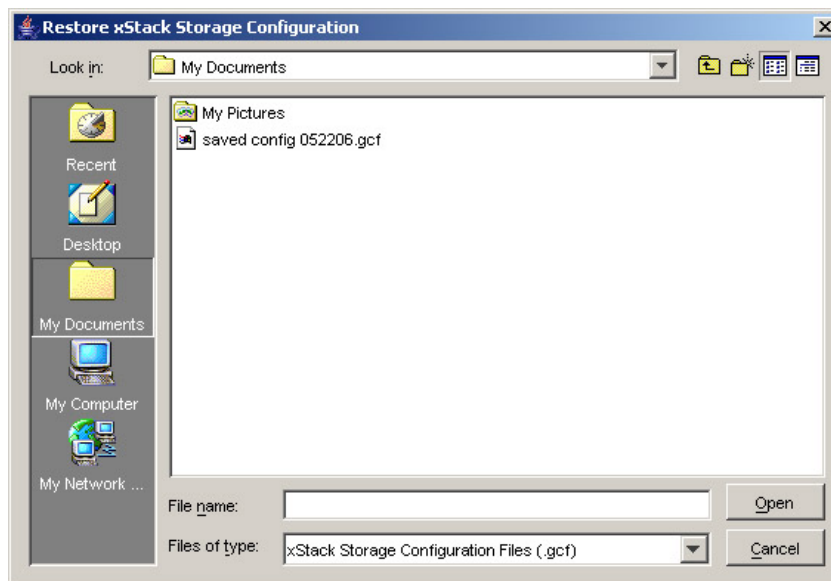 Restore xStack Storage Configuration
Look in: My Documents
My Pictures
saved config 052206.gcf
Recent
Desktop
My Documents
My Computer
My Network ...
File name: Open
Files of type: xStack Storage Configuration Files (.gcf) Cancel